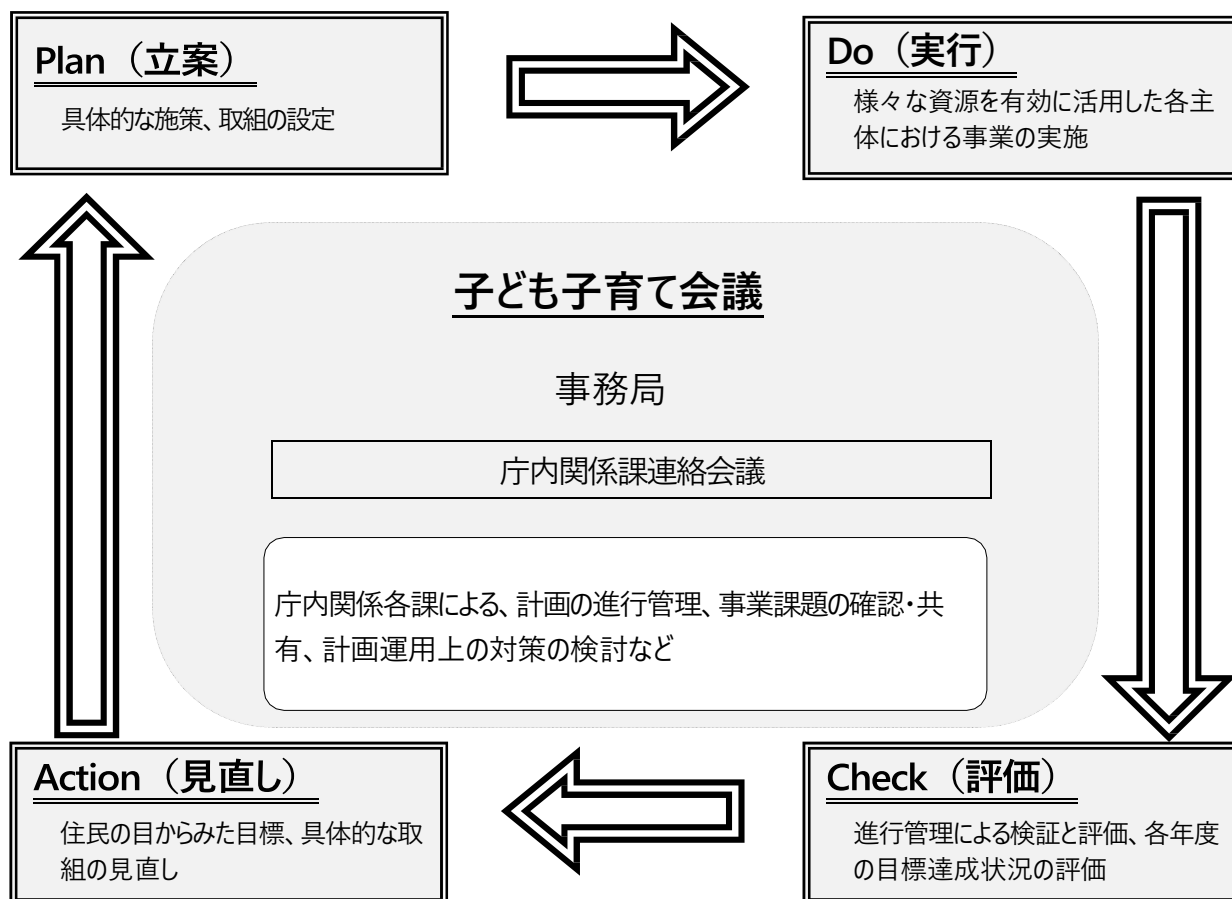 Plan（立案）
具体的な施策、取組の設定
Do（実行）
様々な資源を有効に活用した各主
体における事業の実施
子ども子育て会議
事務局
庁内関係課連絡会議
庁内関係各課による、計画の進行管理、事業課題の確認・共
有、計画運用上の対策の検討など
Action（見直し）
住民の目からみた目標、具体的な取
組の見直し
Check（評価）
進行管理による検証と評価、各年度
の目標達成状況の評価